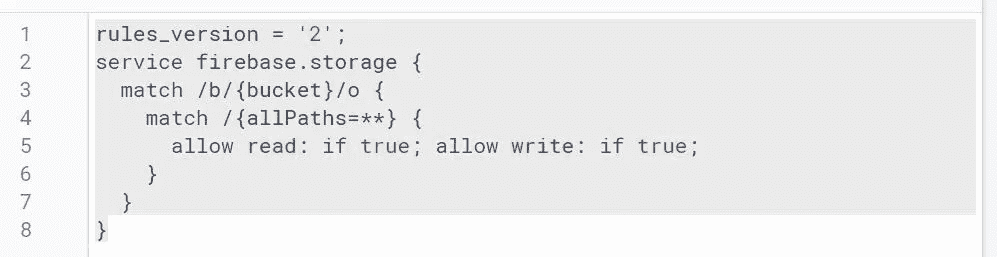 1 rules_version = '2';
2 service firebase.storage {
3   match /b/{bucket}/o {
4     match /{allPaths=**} {
5       allow read: if true; allow write: if true;
6     }
7   }
8 }